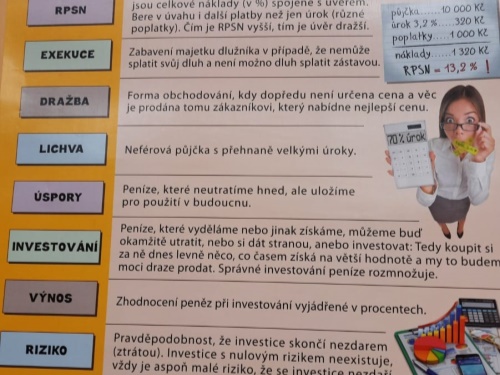 RPSN
jsou celkové náklady (v %) spojené s úvěrem.
Bere v úvahu i další platby než jen úrok (různé
poplatky). Čím je RPSN vyšší, tím je úvěr dražší.
půjčka......... 10 000 Kč
úrok 3,2 %.....320 Kč
poplatky....1 000 Kč
náklady.....1 320 Kč
RPSN = 13,2 % !
EXEKUCE
Zabavení majetku dlužníka v případě, že nemůže
splatit svůj dluh a není možno dluh splatit zástavou.
DRAŽBA
Forma obchodování, kdy dopředu není určena cena a věc
je prodána tomu zákazníkovi, který nabídne nejlepší cenu.
70% úrok
LICHVA
Neférová půjčka s přehnaně velkými úroky.
ÚSPORY
Peníze, které neutratíme hned, ale uložíme
pro použití v budoucnu.
INVESTOVÁNÍ
Peníze, které vyděláme nebo jinak získáme, můžeme buď
okamžitě utratit, nebo si dát stranou, anebo investovat: Tedy koupit si
za ně dnes levně něco, co časem získá na větší hodnotě a my to budem
moci draze prodat. Správné investování peníze rozmnožuje.
VÝNOS
Zhodnocení peněz při investování vyjádřené v procentech.
RIZIKO
Pravděpodobnost, že investice skončí nezdarem
(ztrátou). Investice s nulovým rizikem neexistuje,
vždy je aspoň malé riziko, že se investice nezdaří